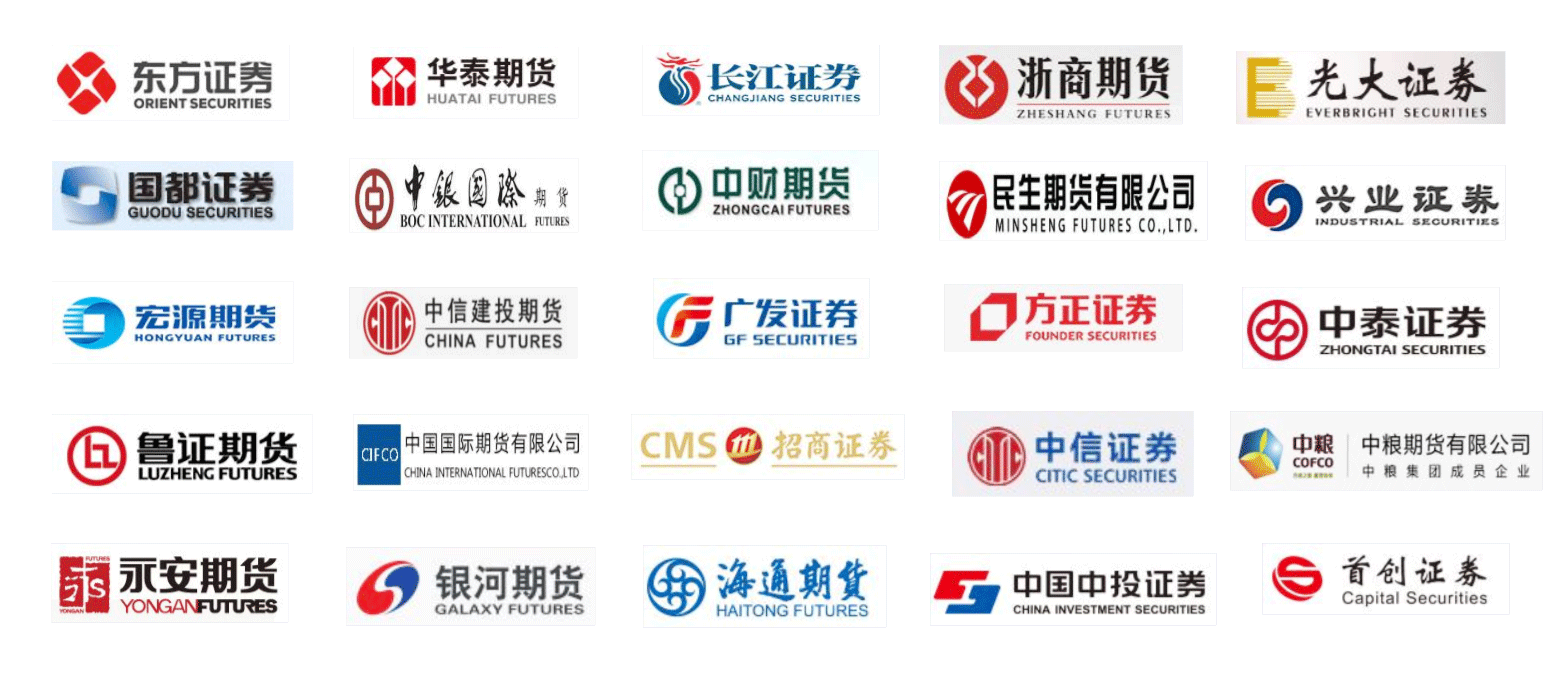 东方证券
ORIENT SECURITIES
华泰期货
HUATAI FUTURES
长江证券
CHANGJIANG SECURITIES
浙商期货
ZHESHANG FUTURES
光大证券
EVERBRIGHT SECURITIES
国都证券
GUODU SECURITIES
中銀國際 期货
BOC INTERNATIONAL FUTURES
中财期货
ZHONGCAI FUTURES
民生期货有限公司
MINSHENG FUTURES CO.,LTD.
兴业证券
INDUSTRIAL SECURITIES
宏源期货
HONGYUAN FUTURES
中信建投期货
CHINA FUTURES
广发证券
GF SECURITIES
方正证券
FOUNDER SECURITIES
中泰证券
ZHONGTAI SECURITIES
鲁证期货
LUZHENG FUTURES
CIFCO
中国国际期货有限公司
CHINA INTERNATIONAL FUTURESCO.,LTD
CMS 招商证券
中信证券
CITIC SECURITIES
中粮
COFCO
中粮期货有限公司
中粮集团成员企业
FUTURES
YONGAN
永安期货
YONGANFUTURES
银河期货
GALAXY FUTURES
海通期貨
HAITONG FUTURES
中国中投证券
CHINA INVESTMENT SECURITIES
首创证券
Capital Securities